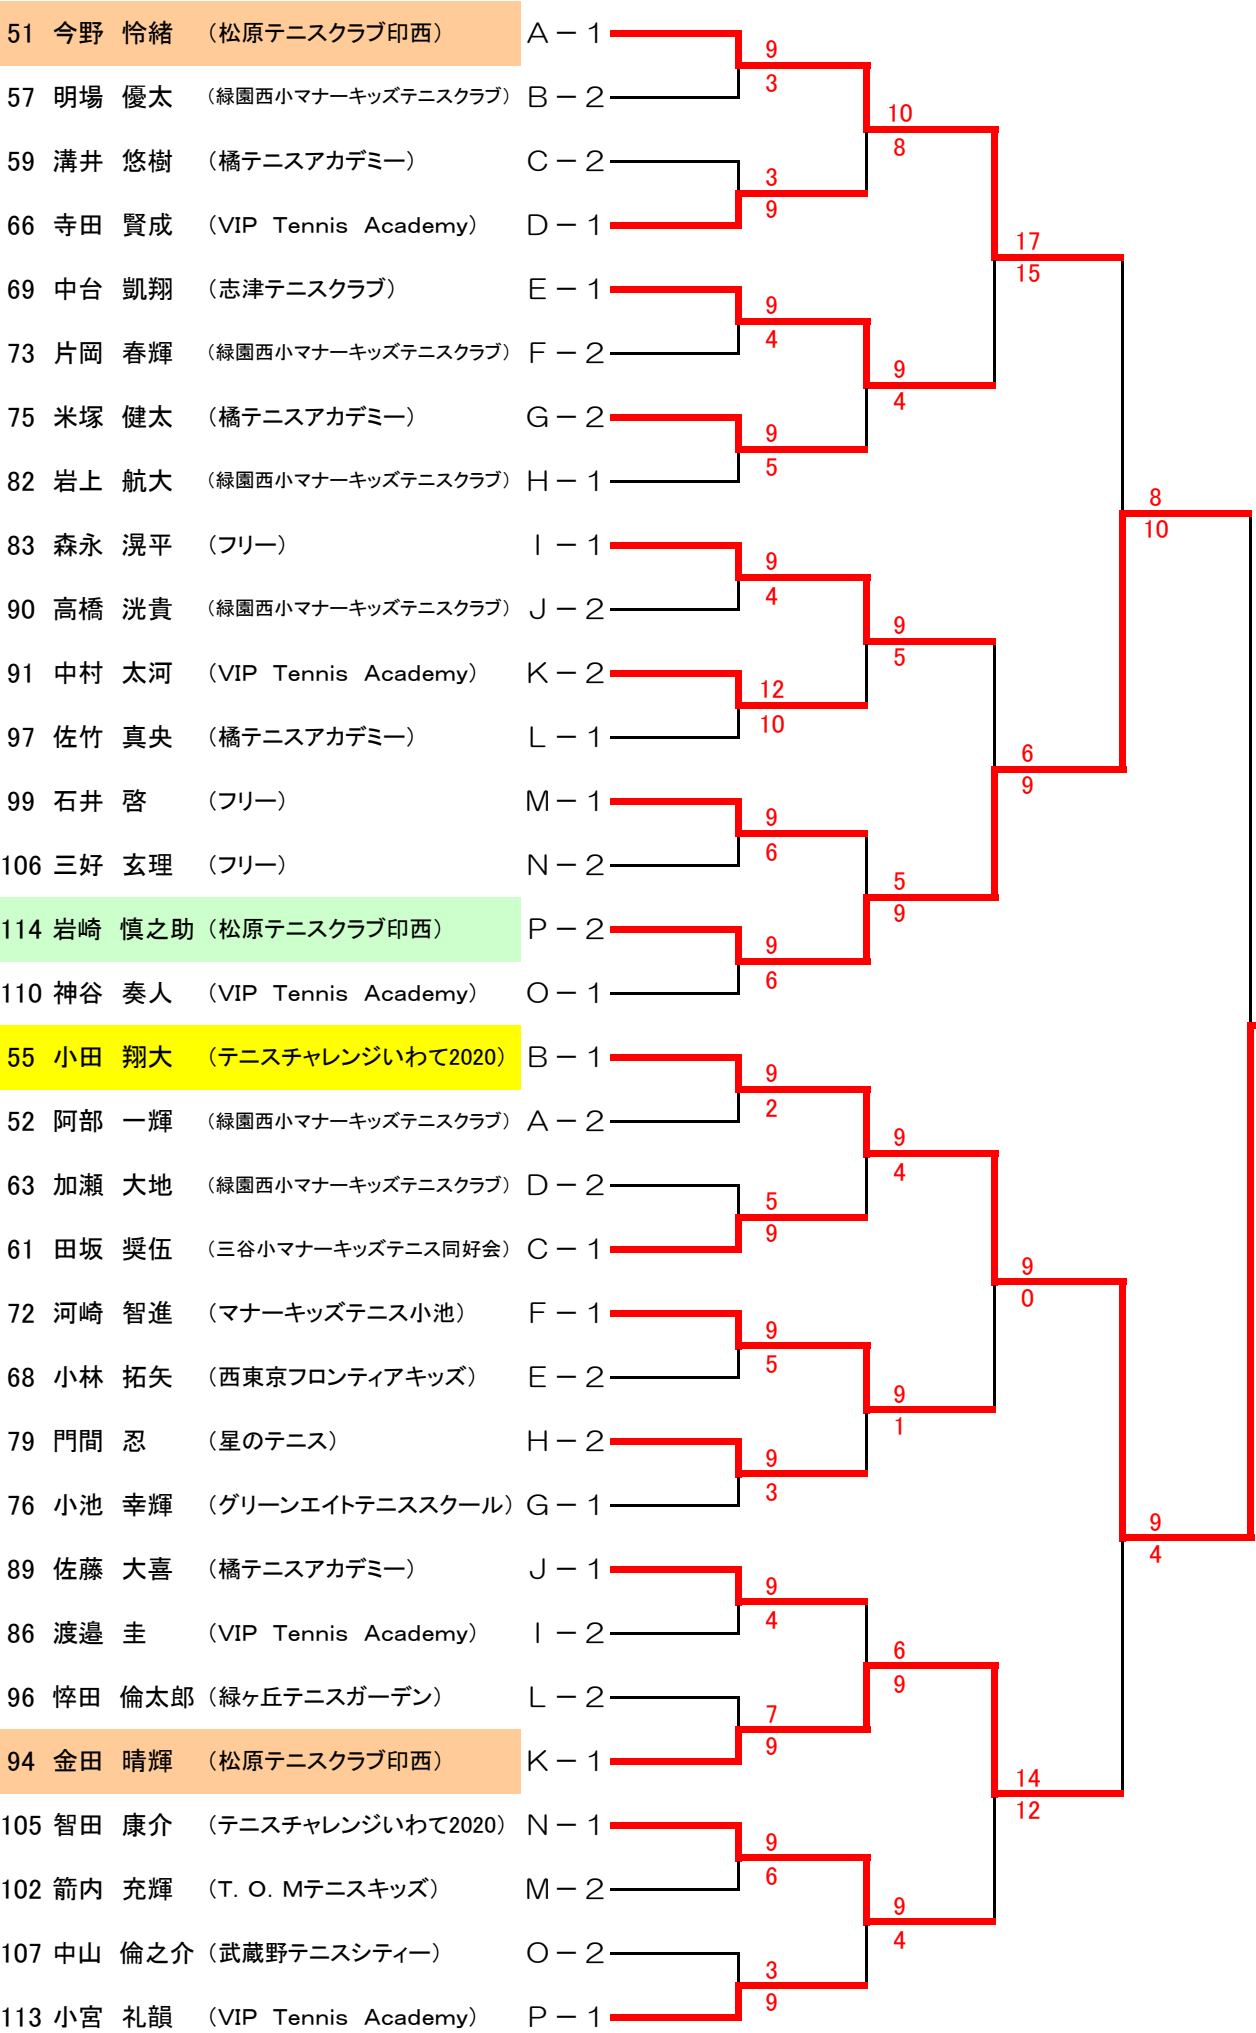 51 今野 怜緒 （松原テニスクラブ印西） A－1
9
3
57 明場 優太 （緑園西小マナーキッズテニスクラブ） B－2
10
8
59 溝井 悠樹 （橘テニスアカデミー） C－2
3
9
66 寺田 賢成 （VIP Tennis Academy） D－1
17
15
69 中台 凱翔 （志津テニスクラブ） E－1
9
4
73 片岡 春輝 （緑園西小マナーキッズテニスクラブ） F－2
9
4
75 米塚 健太 （橘テニスアカデミー） G－2
9
5
82 岩上 航大 （緑園西小マナーキッズテニスクラブ） H－1
8
10
83 森永 滉平 （フリー） I－1
9
4
90 高橋 洸貴 （緑園西小マナーキッズテニスクラブ） J－2
9
5
91 中村 太河 （VIP Tennis Academy） K－2
12
10
97 佐竹 真央 （橘テニスアカデミー） L－1
6
9
99 石井 啓 （フリー） M－1
9
6
106 三好 玄理 （フリー） N－2
5
9
114 岩崎 慎之助 （松原テニスクラブ印西） P－2
9
6
110 神谷 奏人 （VIP Tennis Academy） O－1
55 小田 翔大 （テニスチャレンジいわて2020） B－1
9
2
52 阿部 一輝 （緑園西小マナーキッズテニスクラブ） A－2
9
4
63 加瀬 大地 （緑園西小マナーキッズテニスクラブ） D－2
5
9
61 田坂 奨伍 （三谷小マナーキッズテニス同好会） C－1
9
0
72 河崎 智進 （マナーキッズテニス小池） F－1
9
5
68 小林 拓矢 （西東京フロンティアキッズ） E－2
9
1
79 門間 忍 （星のテニス） H－2
9
3
76 小池 幸輝 （グリーンエイトテニススクール） G－1
9
4
89 佐藤 大喜 （橘テニスアカデミー） J－1
9
4
86 渡邉 圭 （VIP Tennis Academy） I－2
6
9
96 悴田 倫太郎 （緑ヶ丘テニスガーデン） L－2
7
9
94 金田 晴輝 （松原テニスクラブ印西） K－1
14
12
105 智田 康介 （テニスチャレンジいわて2020） N－1
9
6
102 箭内 充輝 （T．O．Mテニスキッズ） M－2
9
4
107 中山 倫之介 （武蔵野テニスシティー） O－2
3
9
113 小宮 礼韻 （VIP Tennis Academy） P－1